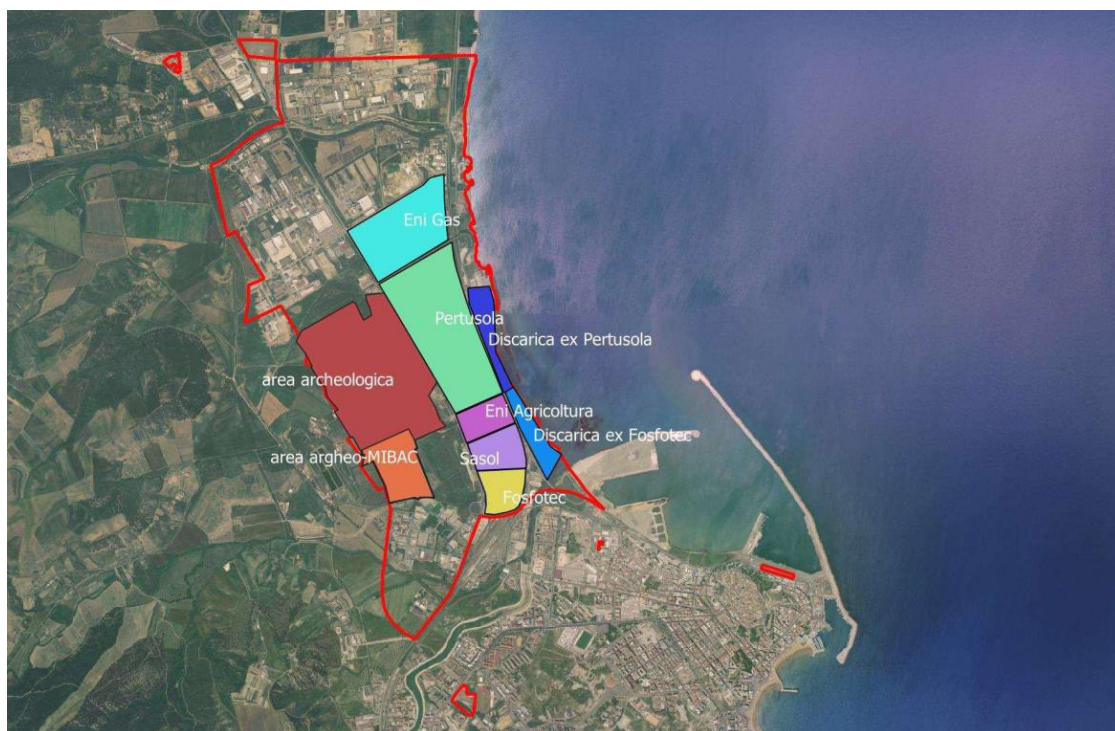 Eni Gas
Pertusola
Discarica ex Pertusola
area archeologica
Eni Agricoltura
Discarica ex Fosfotec
area argheo-MIBAC
Sasol
Fosfotec